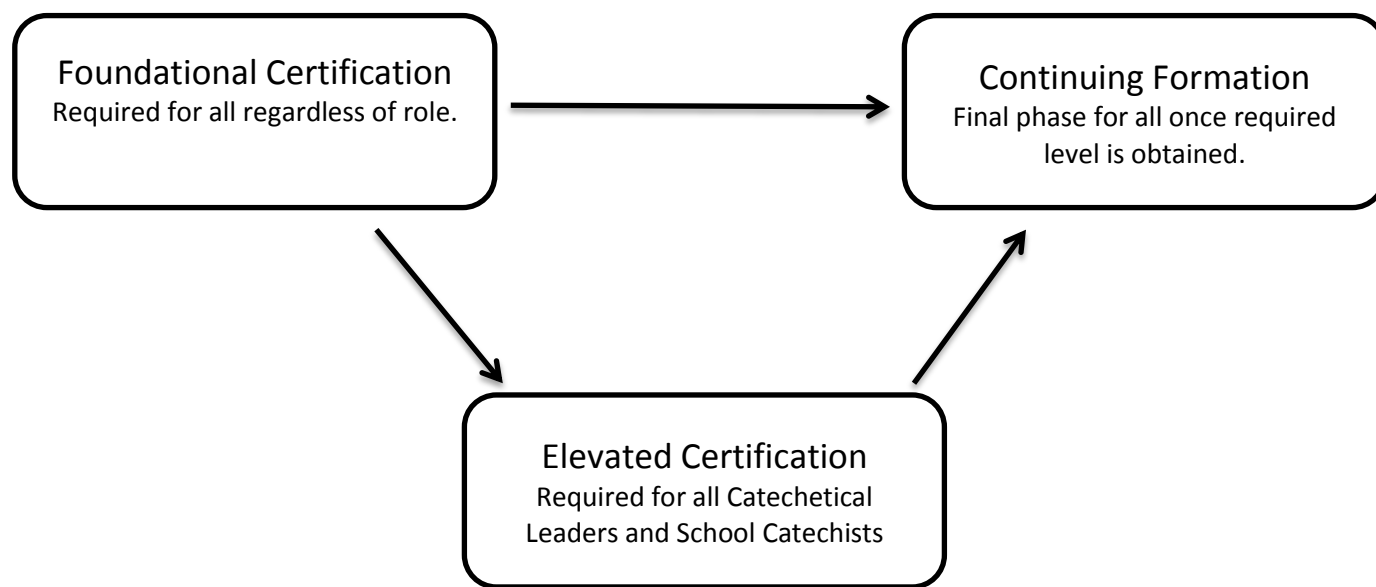 Foundational Certification
Required for all regardless of role.
Continuing Formation
Final phase for all once required
level is obtained.
Elevated Certification
Required for all Catechetical
Leaders and School Catechists